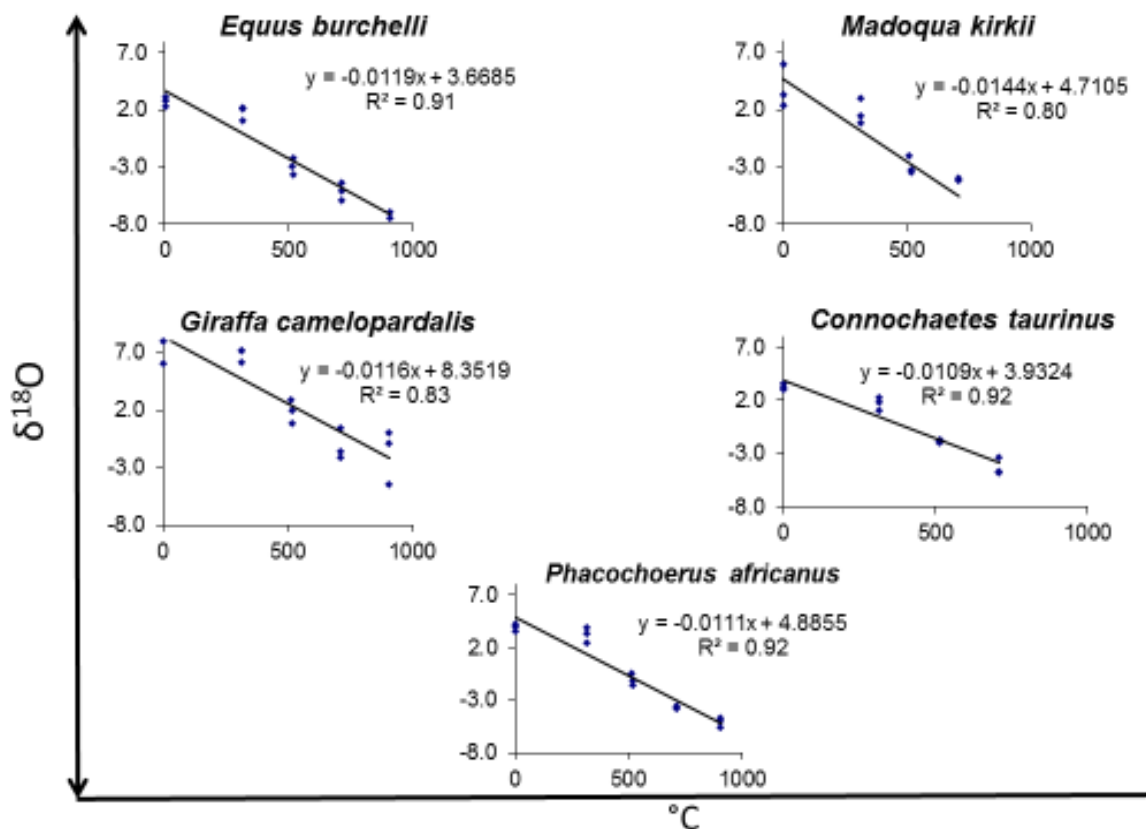 Equus burchelli
7.0
2.0
-3.0
-8.0
0 500 1000
y = -0.0119x + 3.6685
R² = 0.91
Madoqua kirkii
7.0
2.0
-3.0
-8.0
0 500 1000
y = -0.0144x + 4.7105
R² = 0.80
δ¹⁸O
Giraffa camelopardalis
7.0
2.0
-3.0
-8.0
0 500 1000
y = -0.0116x + 8.3519
R² = 0.83
Connochaetes taurinus
7.0
2.0
-3.0
-8.0
0 500 1000
y = -0.0109x + 3.9324
R² = 0.92
Phacochoerus africanus
7.0
2.0
-3.0
-8.0
0 500 1000
y = -0.0111x + 4.8855
R² = 0.92
°C